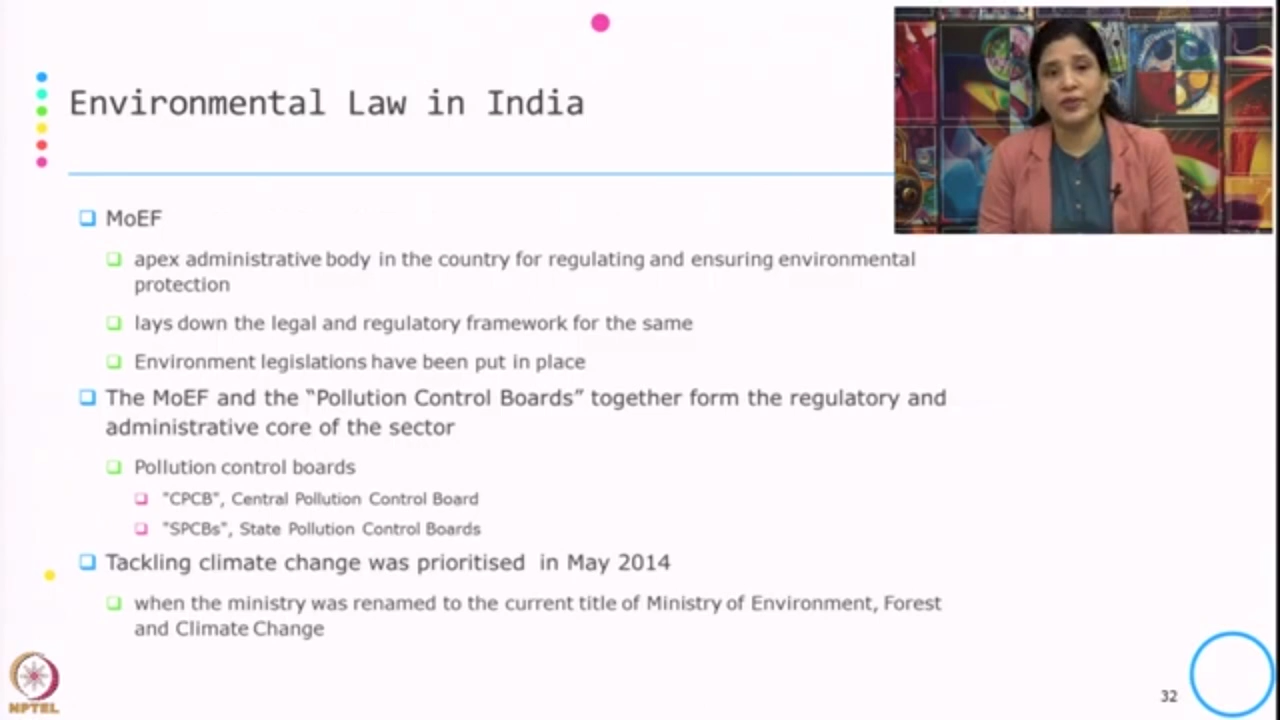 Environmental Law in India
MoEF
apex administrative body in the country for regulating and ensuring environmental
protection
lays down the legal and regulatory framework for the same
Environment legislations have been put in place
The MoEF and the “Pollution Control Boards” together form the regulatory and
administrative core of the sector
Pollution control boards
"CPCB", Central Pollution Control Board
"SPCBs", State Pollution Control Boards
Tackling climate change was prioritised in May 2014
when the ministry was renamed to the current title of Ministry of Environment, Forest
and Climate Change
NPTEL
32